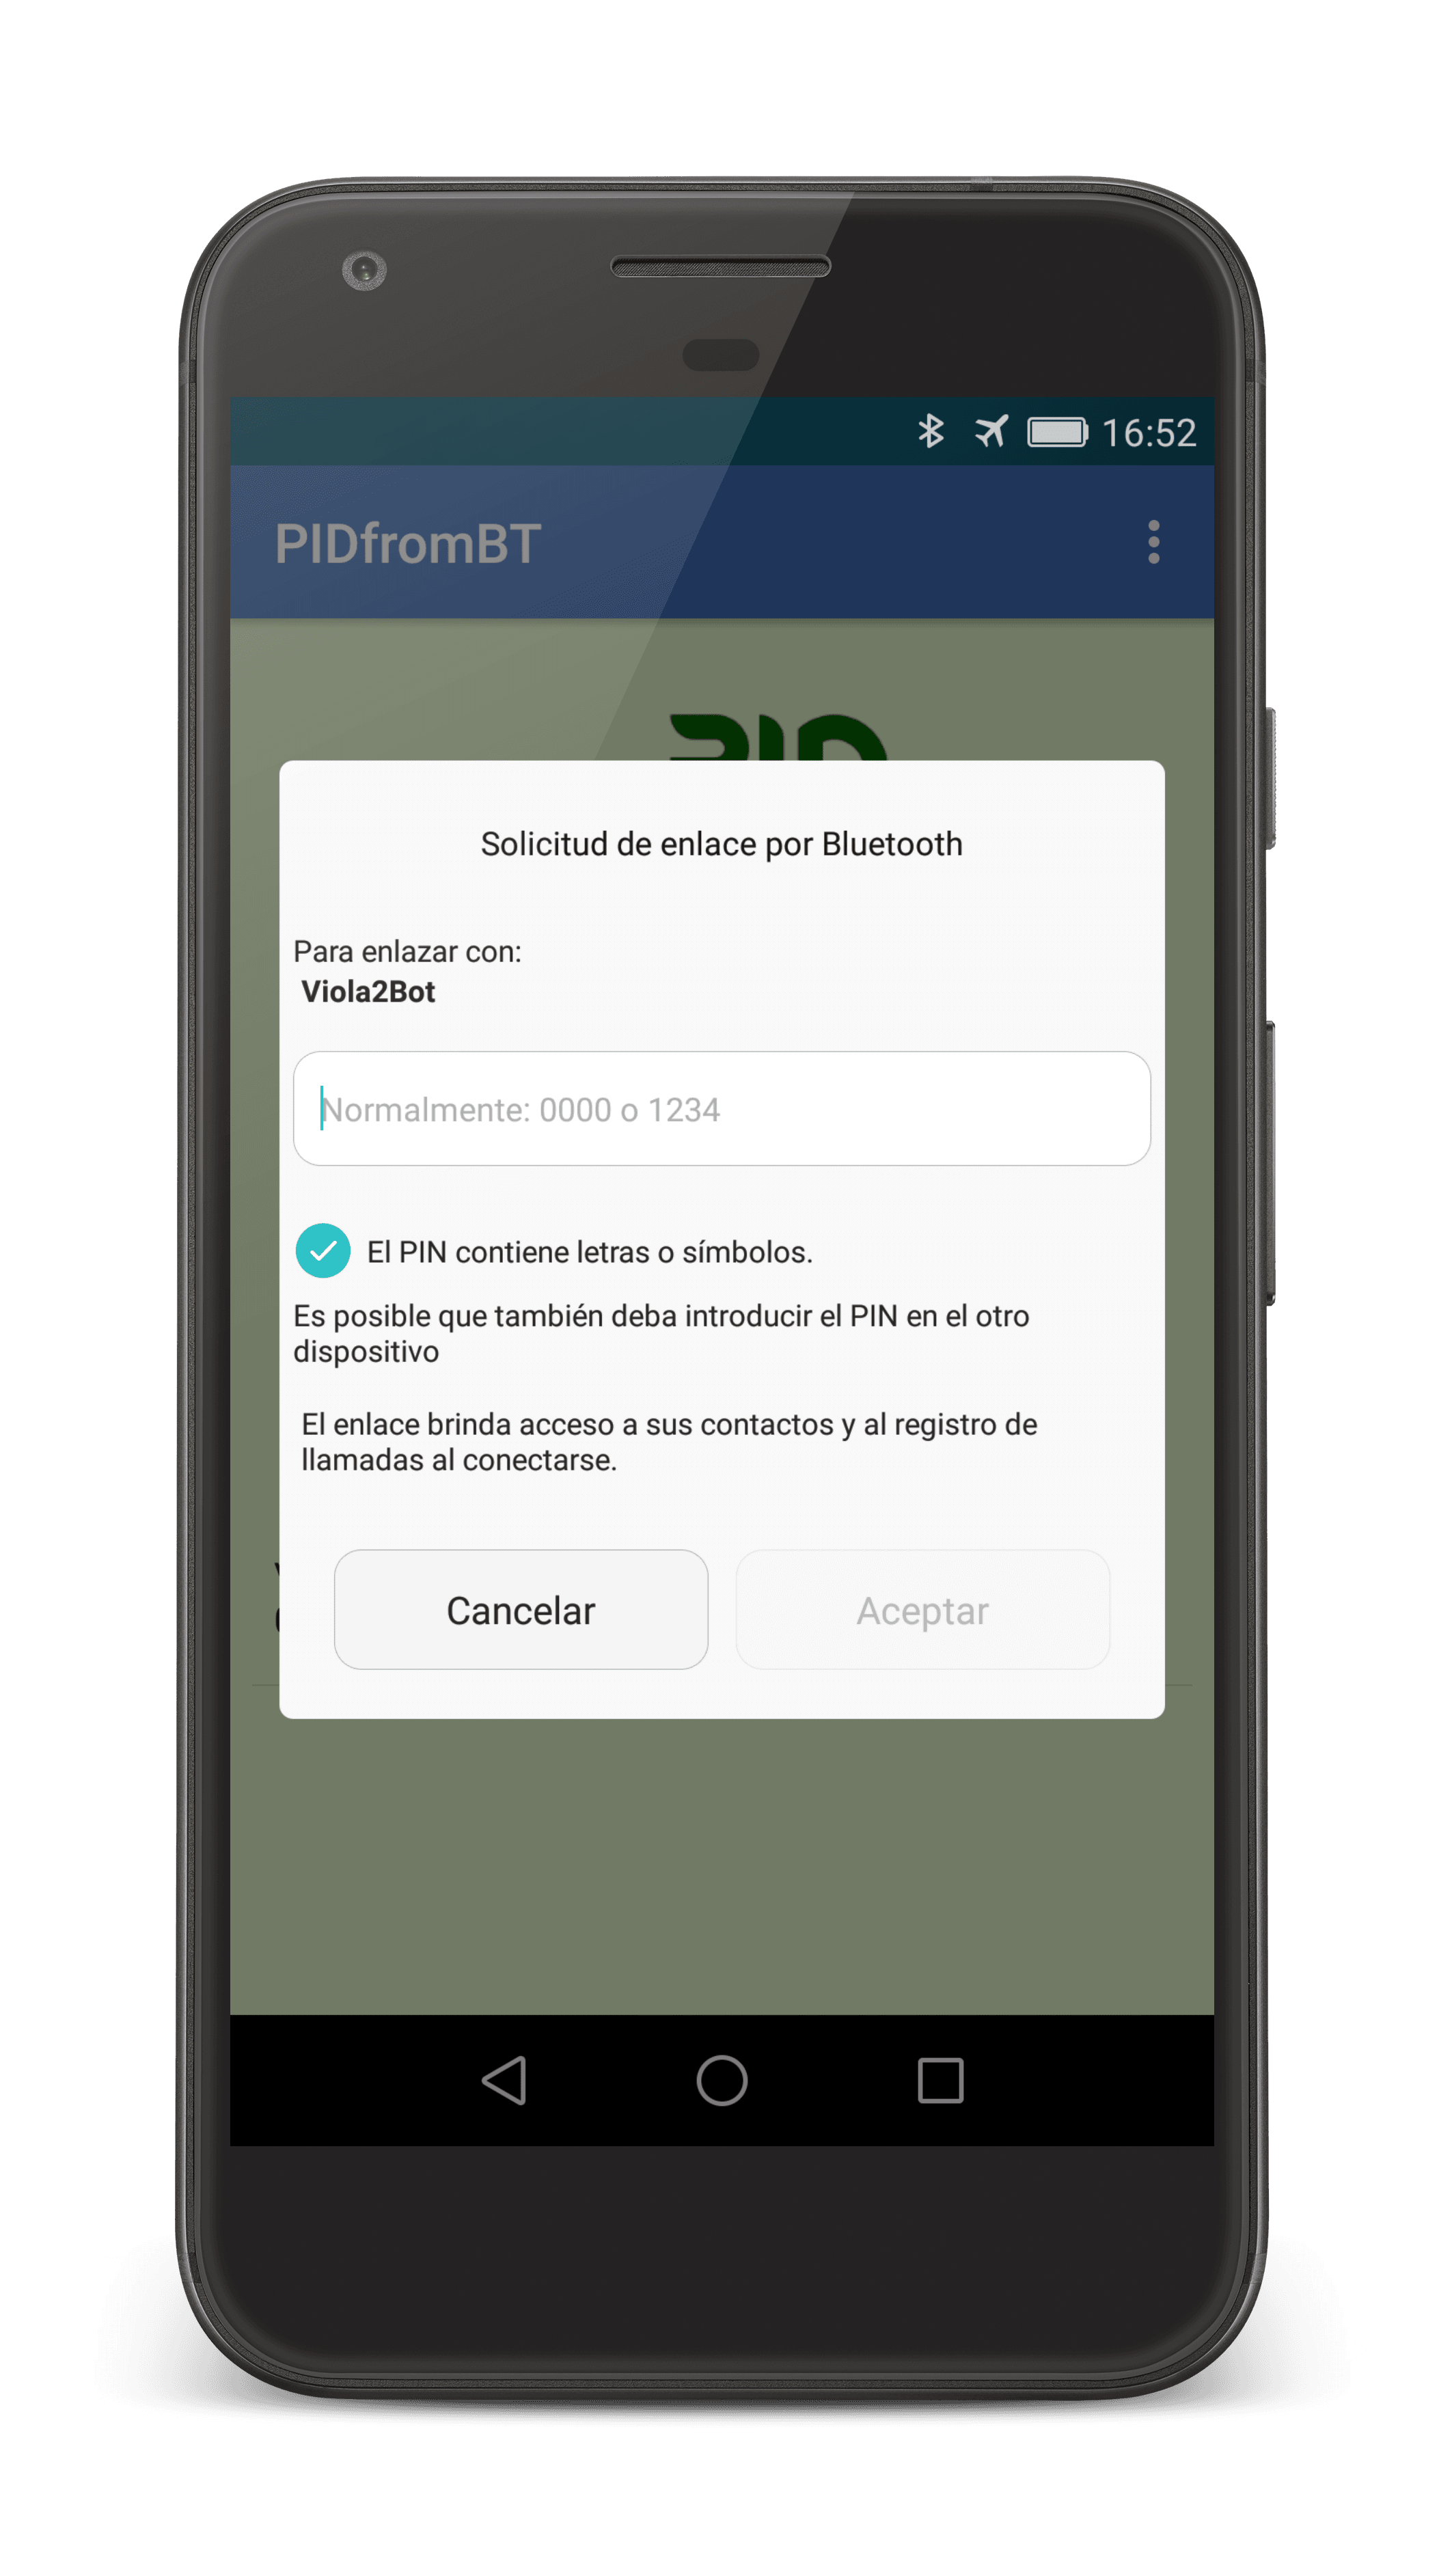 16:52
PIDfromBT
Solicitud de enlace por Bluetooth
Para enlazar con:
Viola2Bot
Normalmente: 0000 o 1234
El PIN contiene letras o símbolos.
Es posible que también deba introducir el PIN en el otro
dispositivo
El enlace brinda acceso a sus contactos y al registro de
llamadas al conectarse.
Cancelar
Aceptar